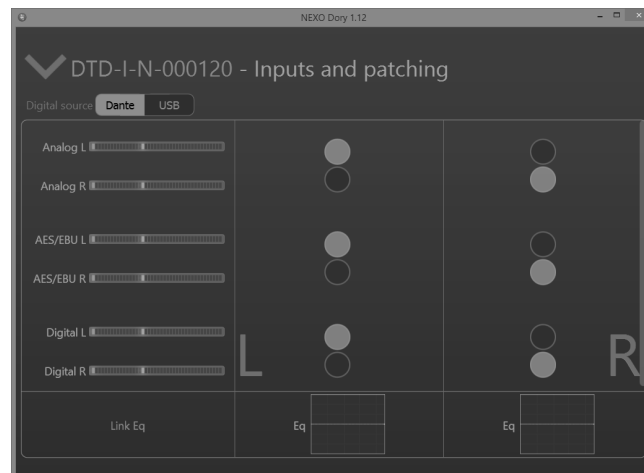 NEXO Dory 1.12
DTD-I-N-000120 - Inputs and patching
Digital source Dante USB
Analog L
Analog R
AES/EBU L
AES/EBU R
Digital L
Digital R
L R
Link Eq Eq Eq